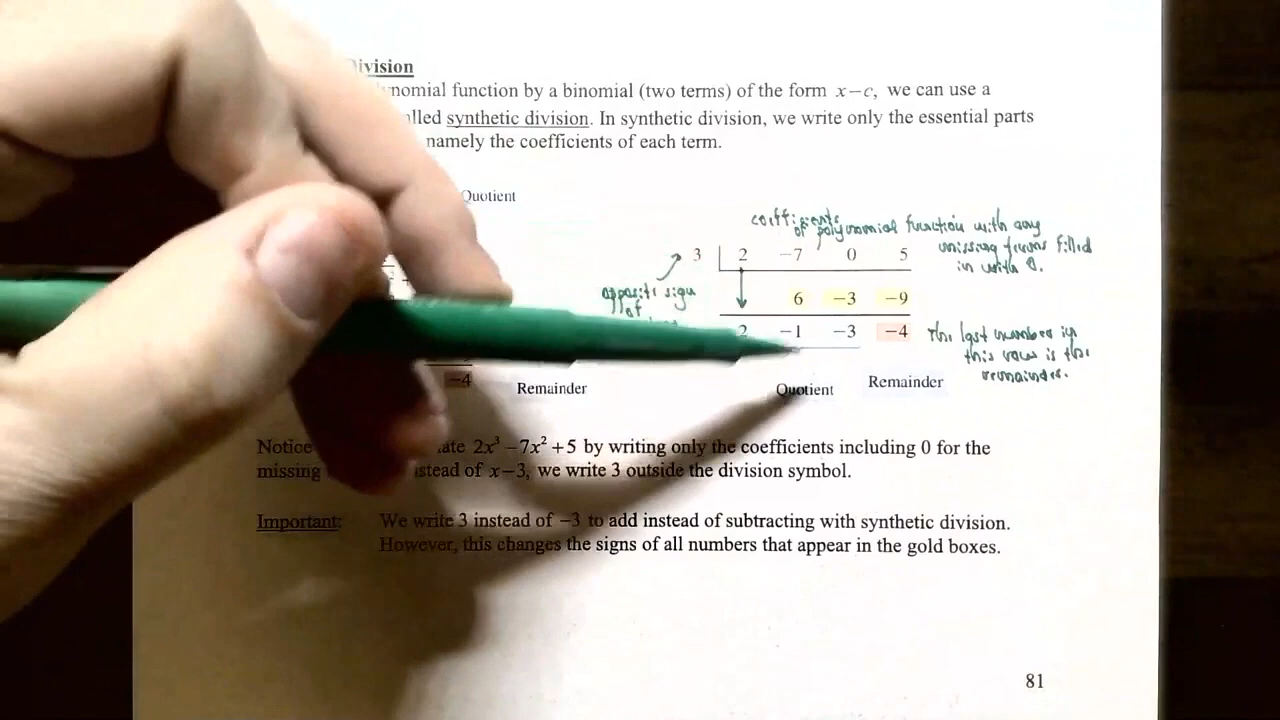 ivision
nomial function by a binomial (two terms) of the form x−c, we can use a
lled synthetic division. In synthetic division, we write only the essential parts
namely the coefficients of each term.
Quotient
coefficients
of polynomial function with any
missing terms filled
in with 0.
3 2 −7 0 5
opposite sign
of
6 −3 −9
2 −1 −3 −4
The last number in
this row is the
remainder.
−4 Remainder
Quotient Remainder
Notice ate 2x³ −7x² +5 by writing only the coefficients including 0 for the
missing stead of x−3, we write 3 outside the division symbol.
Important: We write 3 instead of −3 to add instead of subtracting with synthetic division.
However, this changes the signs of all numbers that appear in the gold boxes.
81